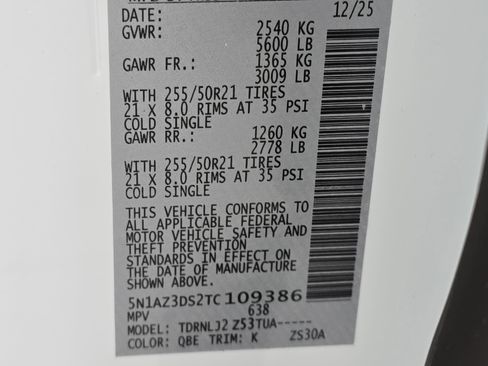 DATE: 12/25
GVWR: 2540 KG
5600 LB
GAWR FR.: 1365 KG
3009 LB
WITH 255/50R21 TIRES
21 X 8.0 RIMS AT 35 PSI
COLD SINGLE
GAWR RR.: 1260 KG
2778 LB
WITH 255/50R21 TIRES
21 X 8.0 RIMS AT 35 PSI
COLD SINGLE
THIS VEHICLE CONFORMS TO
ALL APPLICABLE FEDERAL
MOTOR VEHICLE SAFETY AND
THEFT PREVENTION
STANDARDS IN EFFECT ON
THE DATE OF MANUFACTURE
SHOWN ABOVE.
5N1AZ3DS2TC109386
MPV 638
MODEL: TDRNLJ2 Z53TUA-----
COLOR: QBE TRIM: K ZS30A